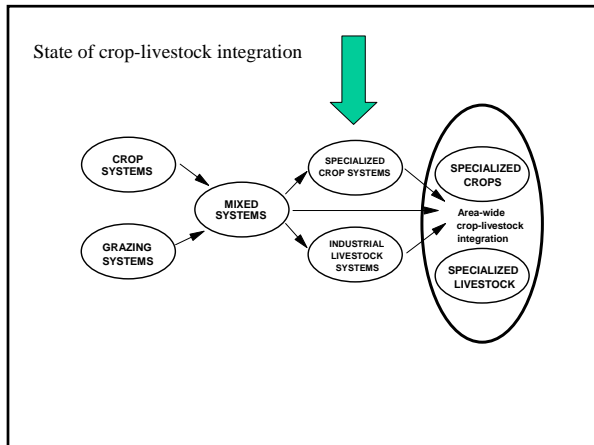 State of crop-livestock integration
CROP
SYSTEMS
GRAZING
SYSTEMS
MIXED
SYSTEMS
SPECIALIZED
CROP SYSTEMS
INDUSTRIAL
LIVESTOCK
SYSTEMS
SPECIALIZED
CROPS
Area-wide
crop-livestock
integration
SPECIALIZED
LIVESTOCK